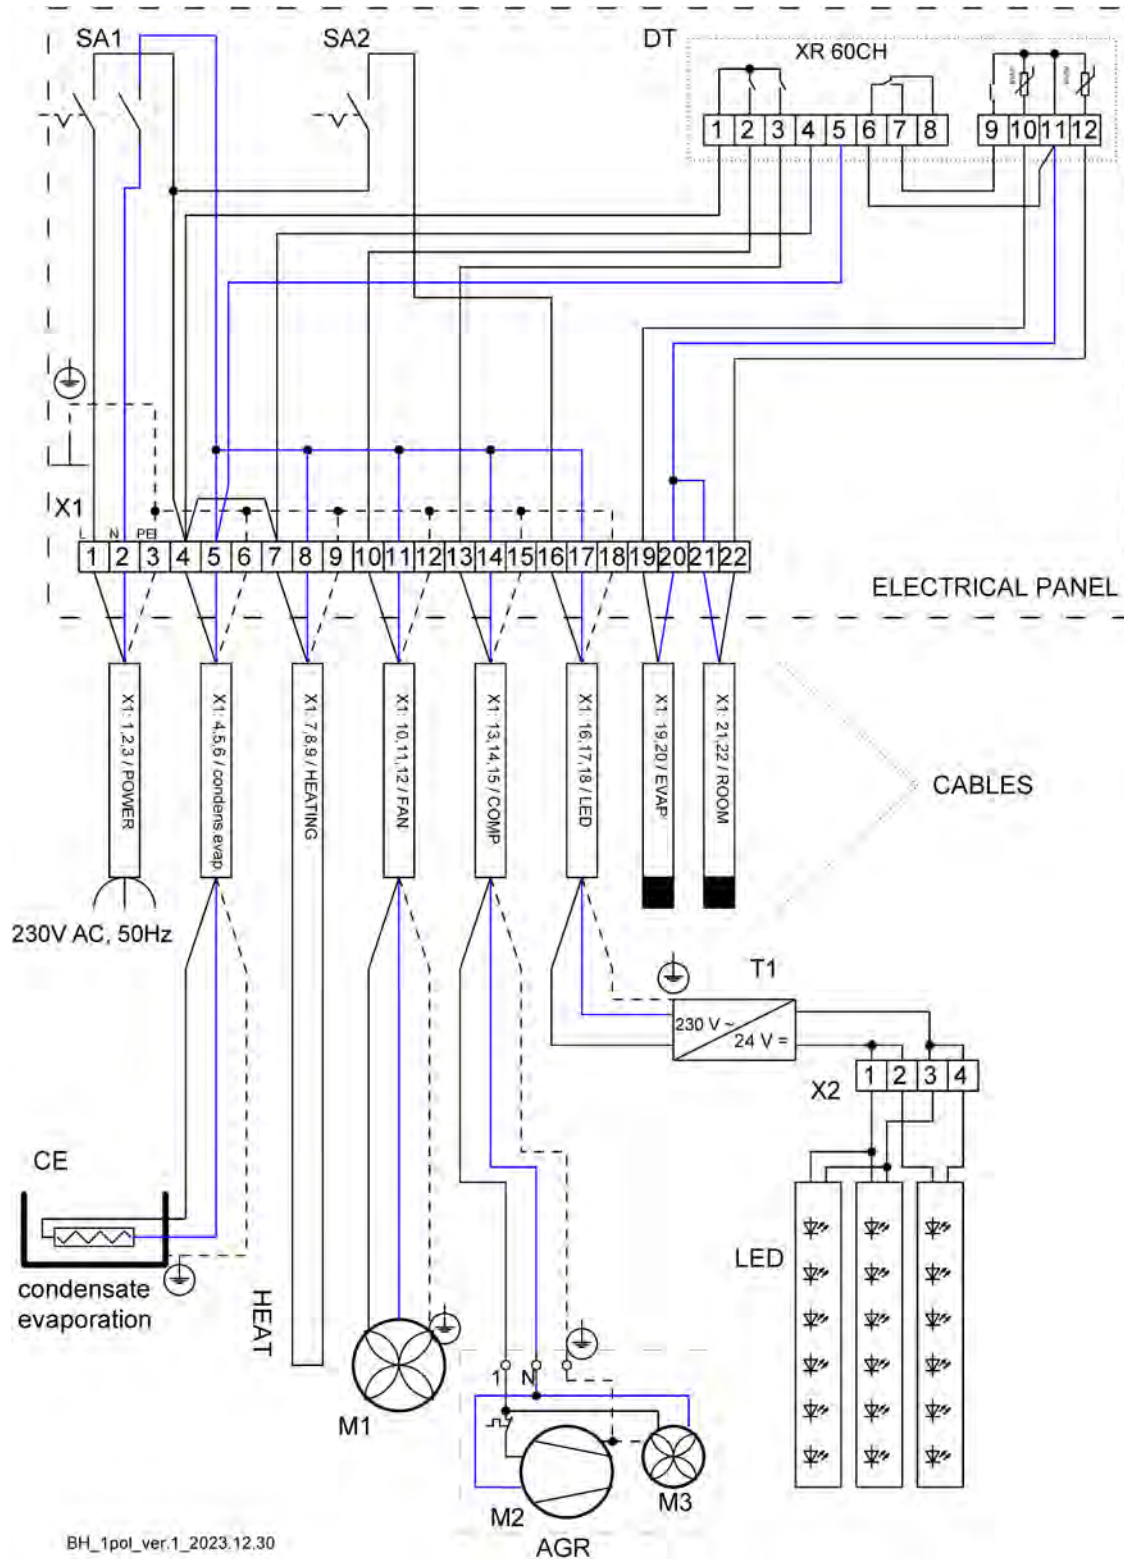 SA1 SA2 DT XR 60CH
1 2 3 4 5 6 7 8 9 10 11 12
X1
L N PE
1 2 3 4 5 6 7 8 9 10 11 12 13 14 15 16 17 18 19 20 21 22
ELECTRICAL PANEL
X1: 1,2,3 / POWER
X1: 4,5,6 / condens.evap.
X1: 7,8,9 / HEATING
X1: 10,11,12 / FAN
X1: 13,14,15 / COMP
X1: 16,17,18 / LED
X1: 19,20 / EVAP
X1: 21,22 / ROOM
CABLES
230V AC, 50Hz
T1
230 V ~
24 V =
X2
1 2 3 4
CE
condensate
evaporation
HEAT
LED
M1
1 N
M2
M3
AGR
BH_1pol_ver.1_2023.12.30